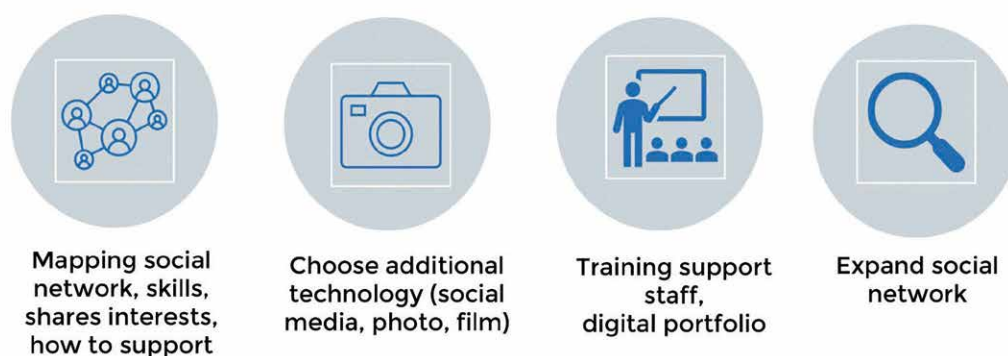 Mapping social
network, skills,
shares interests,
how to support
Choose additional
technology (social
media, photo, film)
Training support
staff,
digital portfolio
Expand social
network